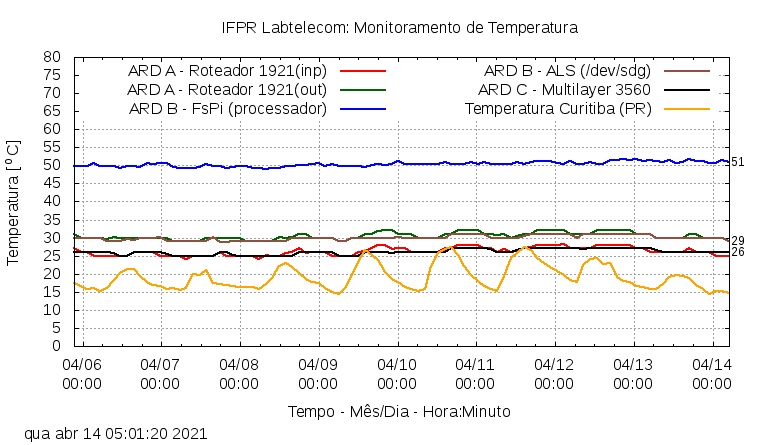 IFPR Labtelecom: Monitoramento de Temperatura
80
75
70
65
60
55
50
45
40
35
30
25
20
15
10
5
0
Temperatura [ ºC]
ARD A - Roteador 1921(inp)
ARD A - Roteador 1921(out)
ARD B - FsPi (processador)
ARD B - ALS (/dev/sdg)
ARD C - Multilayer 3560
Temperatura Curitiba (PR)
51
29
26
04/06 04/07 04/08 04/09 04/10 04/11 04/12 04/13 04/14
00:00 00:00 00:00 00:00 00:00 00:00 00:00 00:00 00:00
Tempo - Mês/Dia - Hora:Minuto
qua abr 14 05:01:20 2021